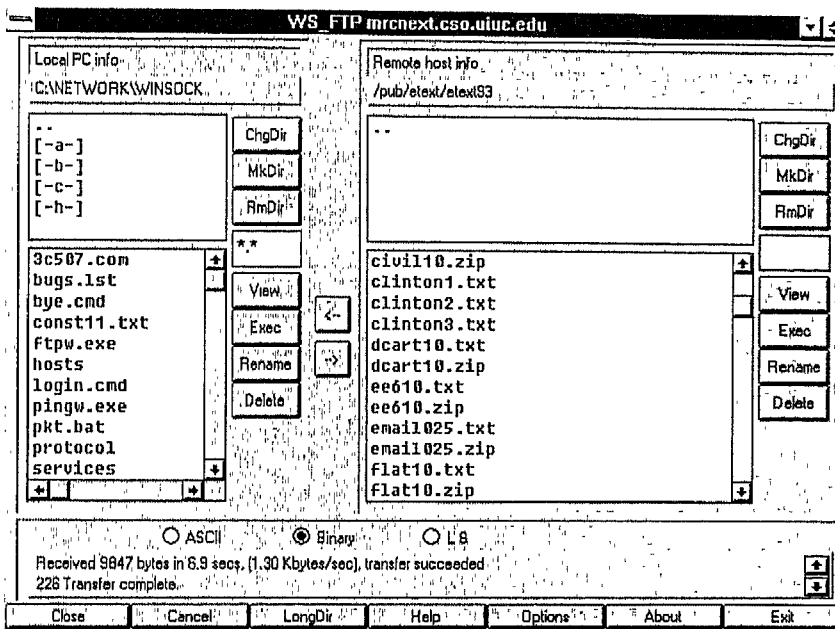 WS_FTP mrcnext.cso.uiuc.edu
Local PC info
C:\NETWORK\WINSOCK
..
[-a-]
[-b-]
[-c-]
[-h-]
ChgDir
MkDir
RmDir
*.*
3c507.com
bugs.lst
bye.cmd
const11.txt
ftpw.exe
hosts
login.cmd
pingw.exe
pkt.bat
protocol
services
View
Exec
Rename
Delete
<--
-->
Remote host info
/pub/etext/etext93
..
ChgDir
MkDir
RmDir
civil10.zip
clinton1.txt
clinton2.txt
clinton3.txt
dcart10.txt
dcart10.zip
ee610.txt
ee610.zip
email025.txt
email025.zip
flat10.txt
flat10.zip
View
Exec
Rename
Delete
ASCII Binary L 8
Received 9647 bytes in 6.9 secs, (1.30 Kbytes/sec), transfer succeeded
226 Transfer complete.
Close Cancel LongDir Help Options About Exit